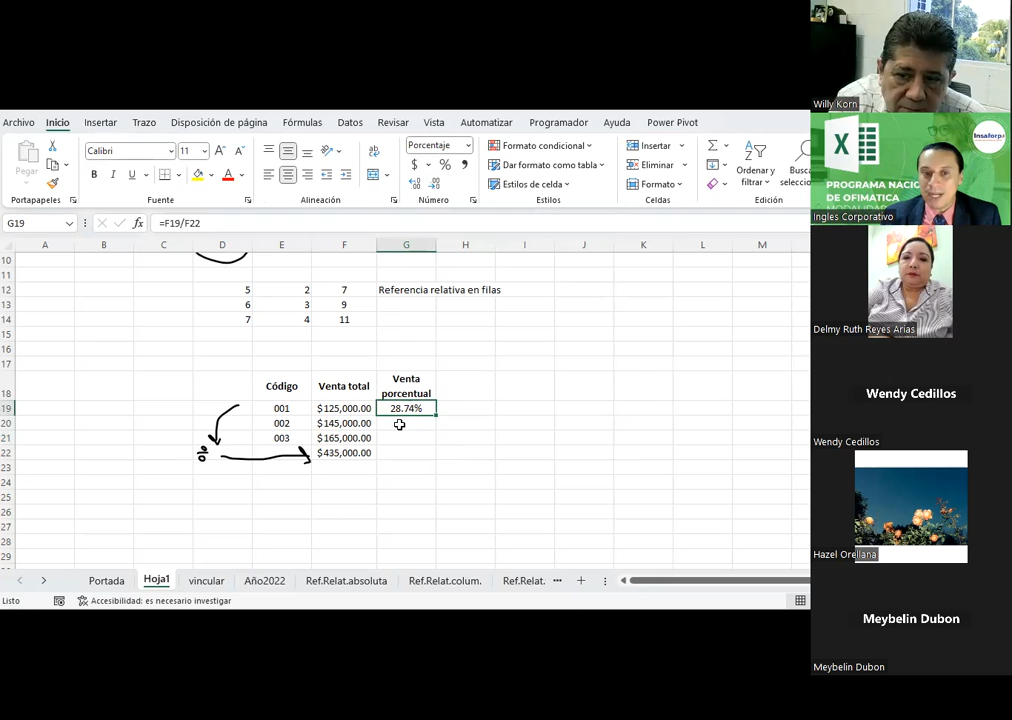 Archivo Inicio Insertar Trazo Disposición de página Fórmulas Datos Revisar Vista Automatizar Programador Ayuda Power Pivot
Pegar
Portapapeles
Calibri 11
N K S
Fuente
Alineación
Porcentaje
$ %
Número
Formato condicional
Dar formato como tabla
Estilos de celda
Estilos
Insertar
Eliminar
Formato
Celdas
Ordenar y filtrar
Edición
G19 fx =F19/F22
A B C D E F G H I J K L M
10
11
12 5 2 7 Referencia relativa en filas
13 6 3 9
14 7 4 11
15
16
17
18 Código Venta total Venta porcentual
19 001 $125,000.00 28.74%
20 002 $145,000.00
21 003 $165,000.00
22 % $435,000.00
23
24
25
26
27
28
29
Portada Hoja1 vincular Año2022 Ref.Relat.absoluta Ref.Relat.colum. Ref.Relat. ...
Listo Accesibilidad: es necesario investigar
Willy Korn
Insaforp
PROGRAMA NACIO
DE OFIMATICA
Ingles Corporativo
Delmy Ruth Reyes Arias
Wendy Cedillos
Wendy Cedillos
Hazel Orellana
Meybelin Dubon
Meybelin Dubon